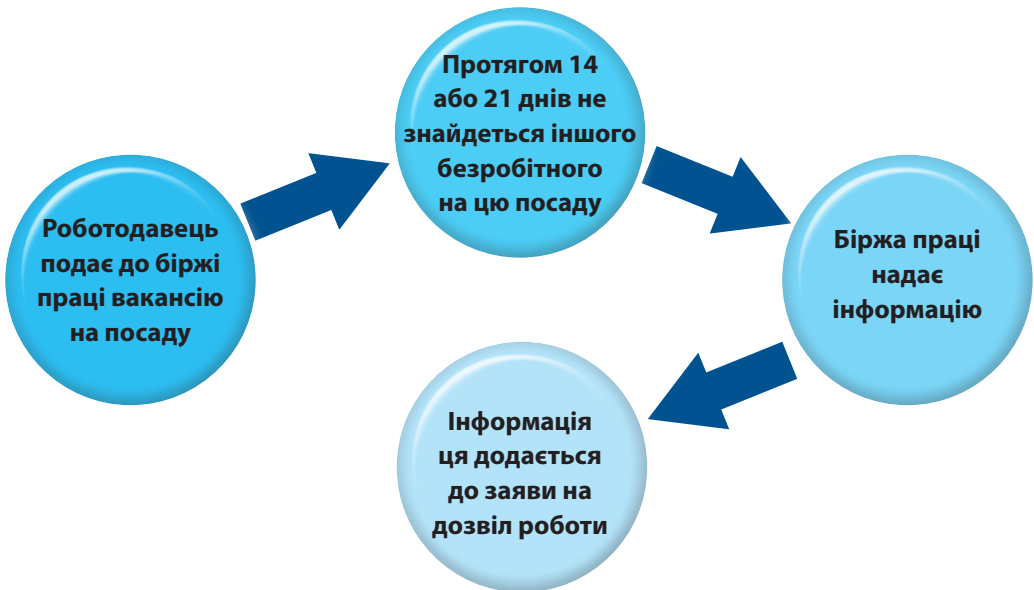 Роботодавець
подає до біржі
праці вакансію
на посаду
Протягом 14
або 21 днів не
знайдеться іншого
безробітного
на цю посаду
Біржа праці
надає
інформацію
Інформація
ця додається
до заяви на
дозвіл роботи